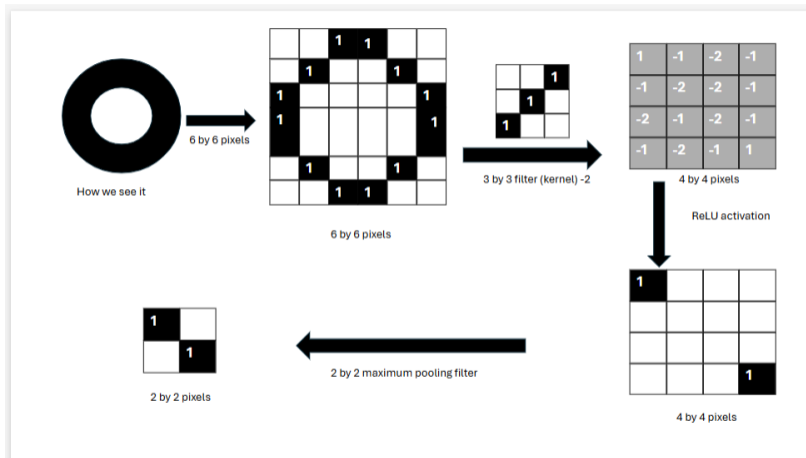 How we see it
6 by 6 pixels
1 1
1 1
1 1
1 1
1 1
1 1
6 by 6 pixels
1
1
1
3 by 3 filter (kernel) -2
1 -1 -2 -1
-1 -2 -2 -1
-2 -1 -2 -1
-1 -2 -1 1
4 by 4 pixels
ReLU activation
1
1
4 by 4 pixels
2 by 2 maximum pooling filter
1
1
2 by 2 pixels